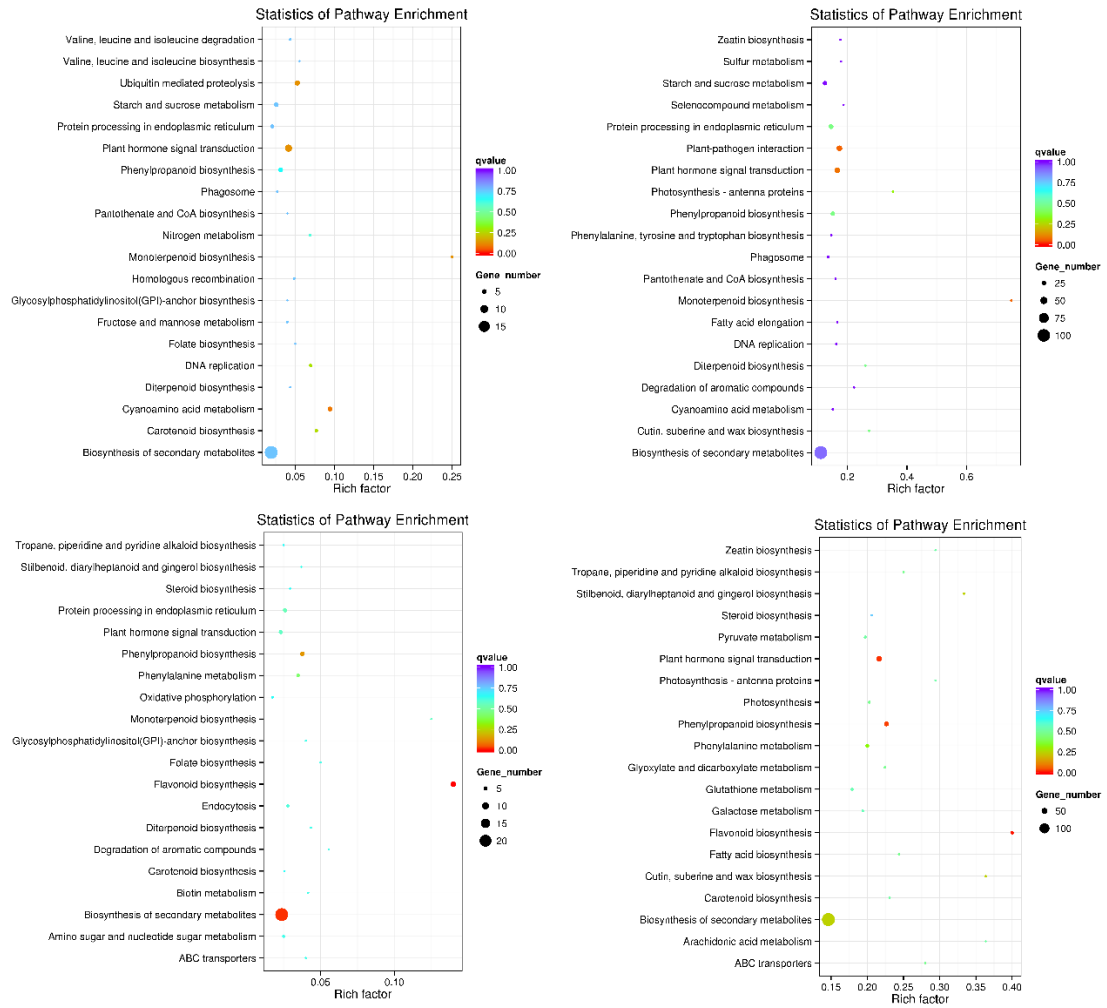 Statistics of Pathway Enrichment
Valine, leucine and isoleucine degradation
Valine, leucine and isoleucine biosynthesis
Ubiquitin mediated proteolysis
Starch and sucrose metabolism
Protein processing in endoplasmic reticulum
Plant hormone signal transduction
Phenylpropanoid biosynthesis
Phagosome
Pantothenate and CoA biosynthesis
Nitrogen metabolism
Monoterpenoid biosynthesis
Homologous recombination
Glycosylphosphatidylinositol(GPI)-anchor biosynthesis
Fructose and mannose metabolism
Folate biosynthesis
DNA replication
Diterpenoid biosynthesis
Cyanoamino acid metabolism
Carotenoid biosynthesis
Biosynthesis of secondary metabolites
0.05 0.10 0.15 0.20 0.25
Rich factor
qvalue
1.00
0.75
0.50
0.25
0.00
Gene_number
5
10
15
Statistics of Pathway Enrichment
Zeatin biosynthesis
Sulfur metabolism
Starch and sucrose metabolism
Selenocompound metabolism
Protein processing in endoplasmic reticulum
Plant-pathogen interaction
Plant hormone signal transduction
Photosynthesis - antenna proteins
Phenylpropanoid biosynthesis
Phenylalanine, tyrosine and tryptophan biosynthesis
Phagosome
Pantothenate and CoA biosynthesis
Monoterpenoid biosynthesis
Fatty acid elongation
DNA replication
Diterpenoid biosynthesis
Degradation of aromatic compounds
Cyanoamino acid metabolism
Cutin, suberine and wax biosynthesis
Biosynthesis of secondary metabolites
0.2 0.4 0.6
Rich factor
qvalue
1.00
0.75
0.50
0.25
0.00
Gene_number
25
50
75
100
Statistics of Pathway Enrichment
Tropane, piperidine and pyridine alkaloid biosynthesis
Stilbenoid, diarylheptanoid and gingerol biosynthesis
Steroid biosynthesis
Protein processing in endoplasmic reticulum
Plant hormone signal transduction
Phenylpropanoid biosynthesis
Phenylalanine metabolism
Oxidative phosphorylation
Monoterpenoid biosynthesis
Glycosylphosphatidylinositol(GPI)-anchor biosynthesis
Folate biosynthesis
Flavonoid biosynthesis
Endocytosis
Diterpenoid biosynthesis
Degradation of aromatic compounds
Carotenoid biosynthesis
Biotin metabolism
Biosynthesis of secondary metabolites
Amino sugar and nucleotide sugar metabolism
ABC transporters
0.05 0.10
Rich factor
qvalue
1.00
0.75
0.50
0.25
0.00
Gene_number
5
10
15
20
Statistics of Pathway Enrichment
Zeatin biosynthesis
Tropane, piperidine and pyridine alkaloid biosynthesis
Stilbenoid, diarylheptanoid and gingerol biosynthesis
Steroid biosynthesis
Pyruvate metabolism
Plant hormone signal transduction
Photosynthesis - antenna proteins
Photosynthesis
Phenylpropanoid biosynthesis
Phenylalanine metabolism
Glyoxylate and dicarboxylate metabolism
Glutathione metabolism
Galactose metabolism
Flavonoid biosynthesis
Fatty acid biosynthesis
Cutin, suberine and wax biosynthesis
Carotenoid biosynthesis
Biosynthesis of secondary metabolites
Arachidonic acid metabolism
ABC transporters
0.15 0.20 0.25 0.30 0.35 0.40
Rich factor
qvalue
1.00
0.75
0.50
0.25
0.00
Gene_number
50
100